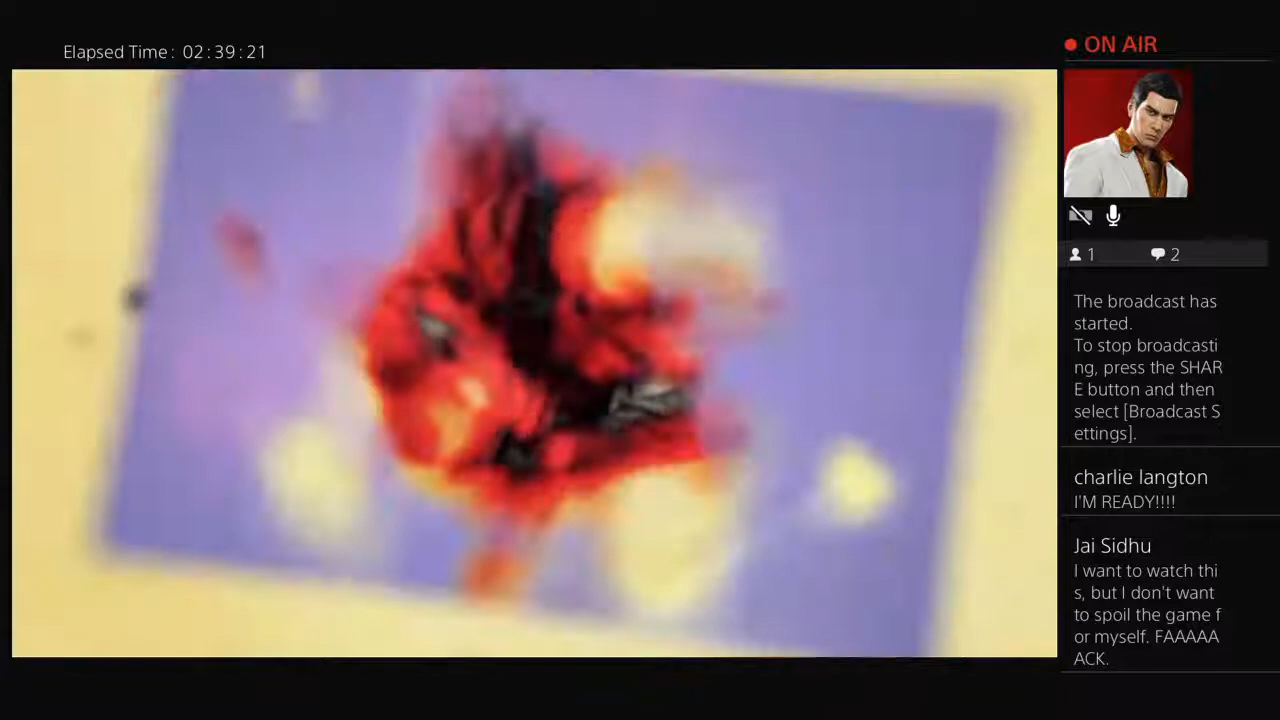 Elapsed Time: 02:39:21
ON AIR
1
2
The broadcast has
started.
To stop broadcasti
ng, press the SHAR
E button and then
select [Broadcast S
ettings].
charlie langton
I'M READY!!!!
Jai Sidhu
I want to watch thi
s, but I don't want
to spoil the game f
or myself. FAAAAA
ACK.